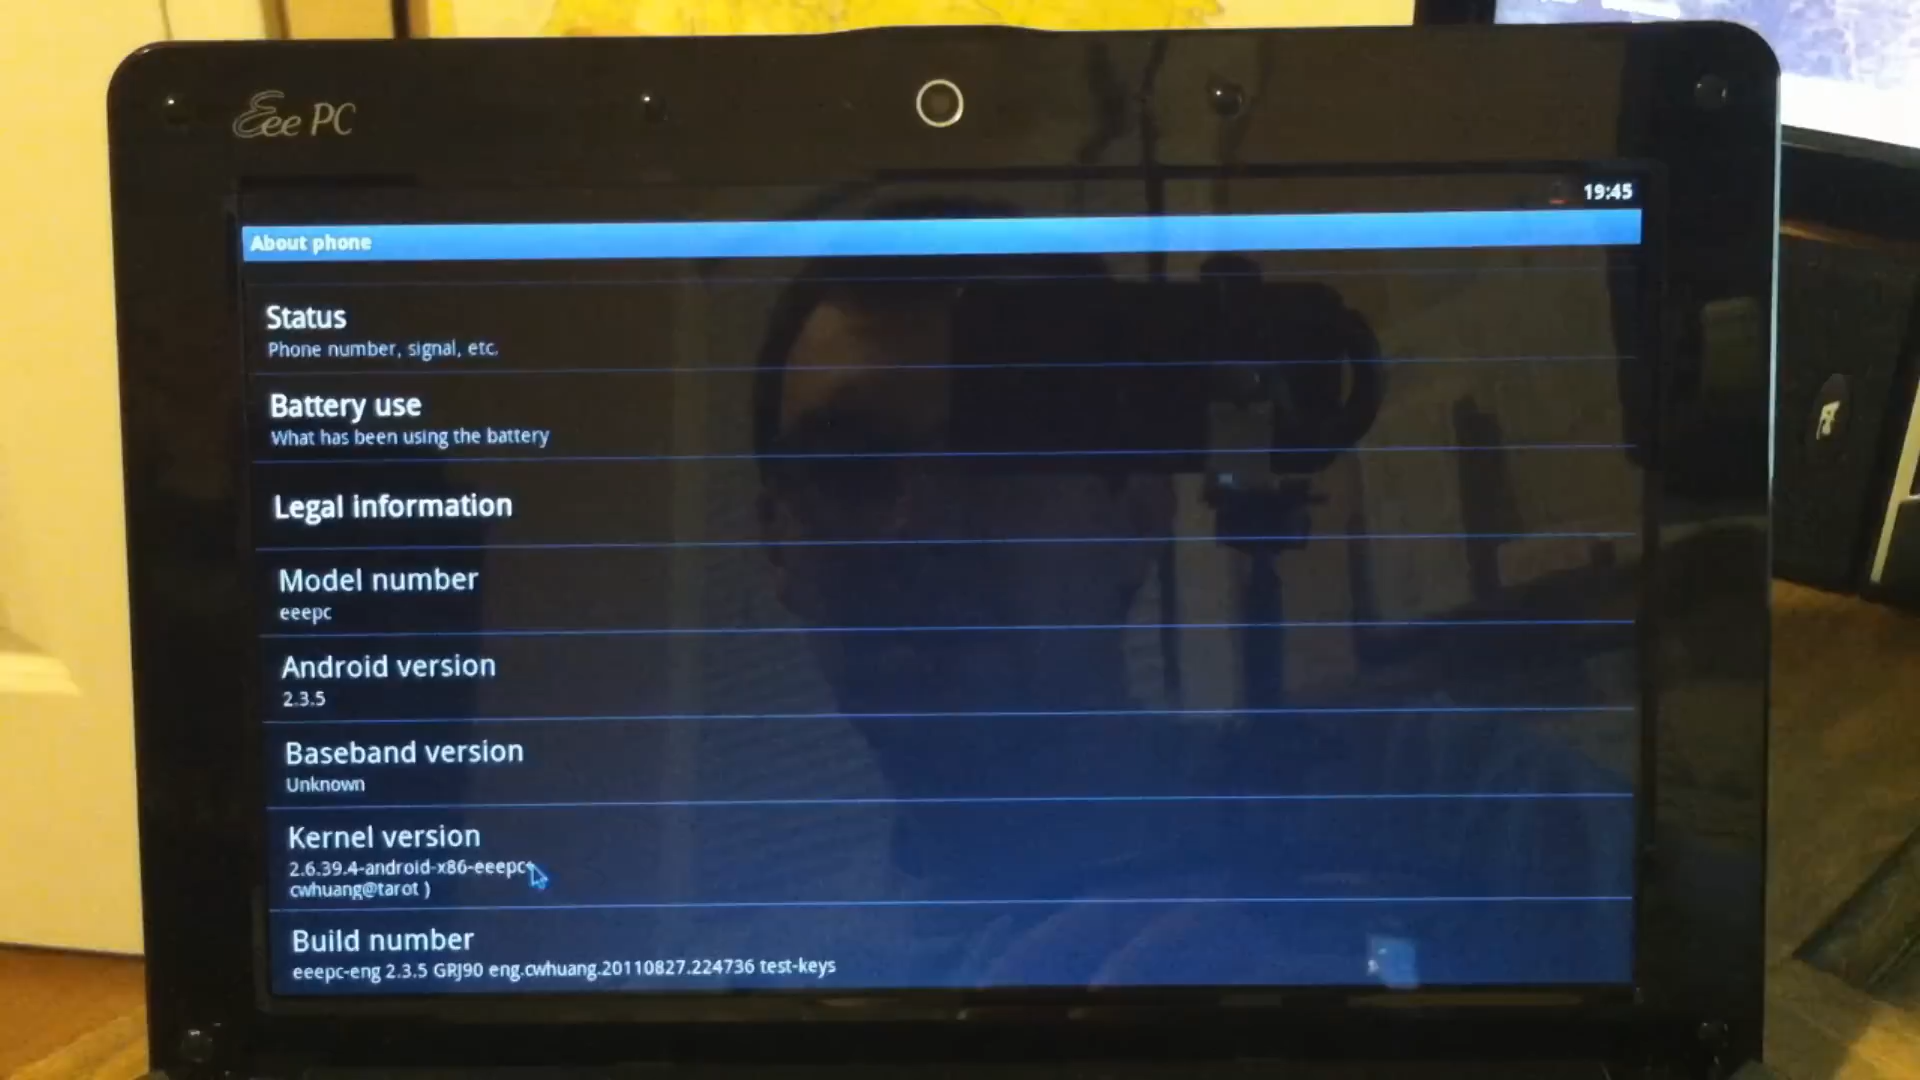 Eee PC
19:45
About phone
Status
Phone number, signal, etc.
Battery use
What has been using the battery
Legal information
Model number
eeepc
Android version
2.3.5
Baseband version
Unknown
Kernel version
2.6.39.4-android-x86-eeepc+
cwhuang@tarot )
Build number
eeepc-eng 2.3.5 GRJ90 eng.cwhuang.20110827.224736 test-keys